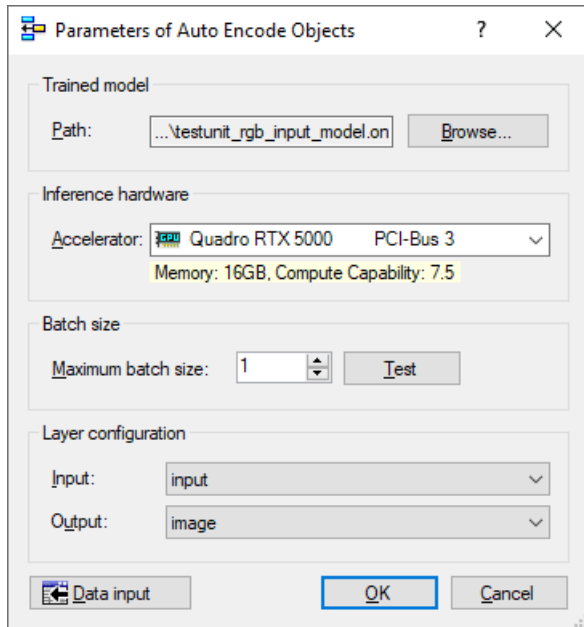 Parameters of Auto Encode Objects ? ×
Trained model
Path: ...\testunit_rgb_input_model.on Browse...
Inference hardware
Accelerator: GPU Quadro RTX 5000 PCI-Bus 3
Memory: 16GB, Compute Capability: 7.5
Batch size
Maximum batch size: 1 Test
Layer configuration
Input: input
Output: image
Data input OK Cancel